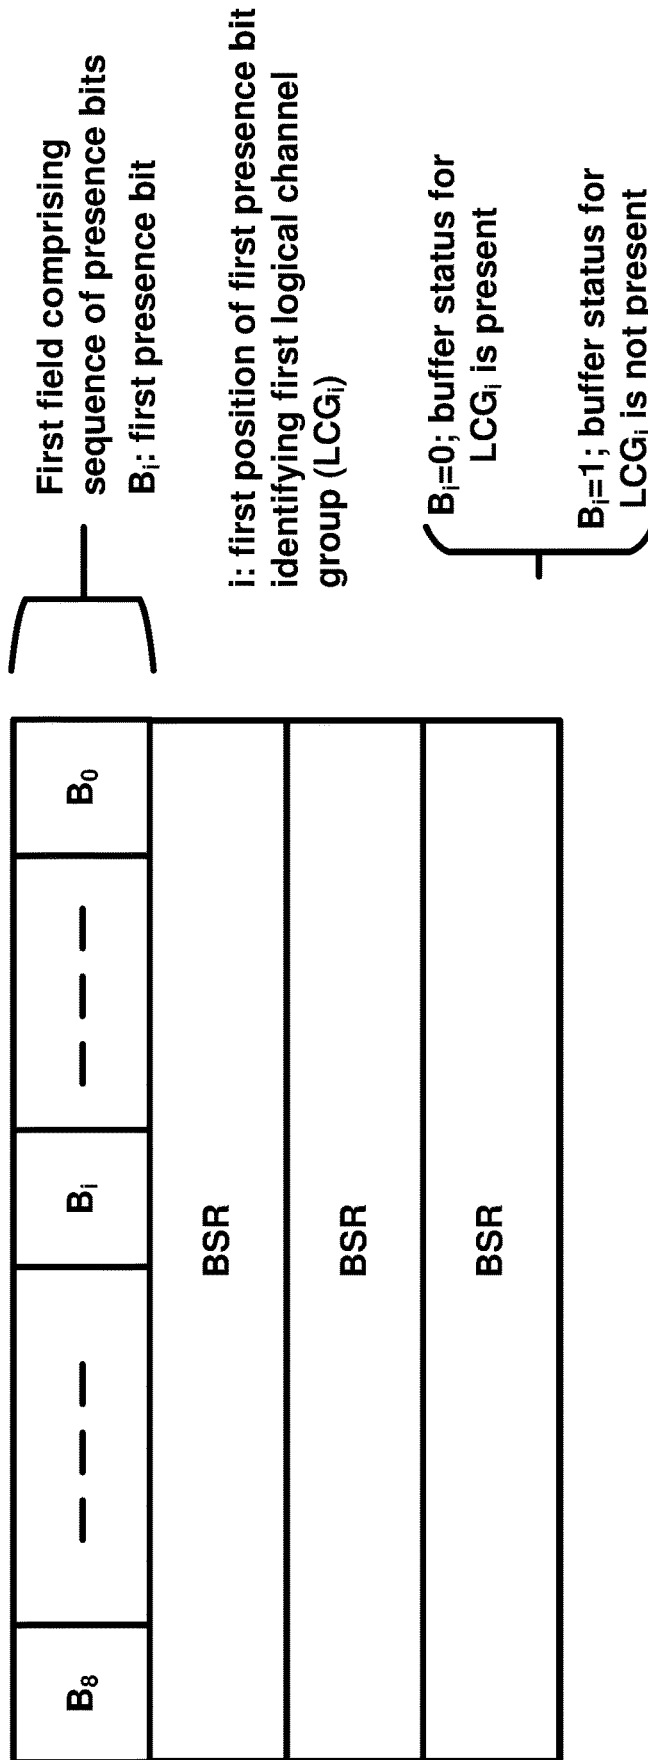 B₈
Bᵢ
B₀
BSR
BSR
BSR
First field comprising
sequence of presence bits
Bᵢ: first presence bit
i: first position of first presence bit
identifying first logical channel
group (LCGᵢ)
Bᵢ=0; buffer status for
LCGᵢ is present
Bᵢ=1; buffer status for
LCGᵢ is not present